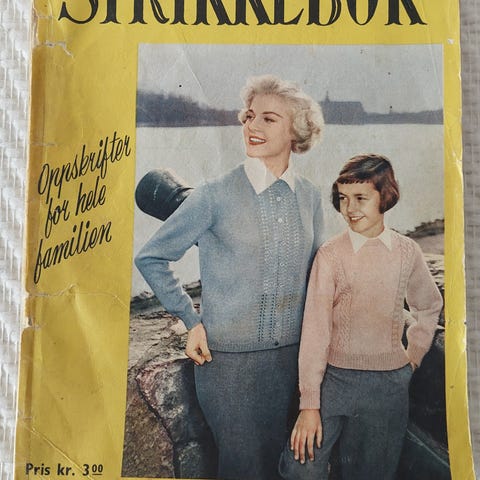 STRIKKEBOK
Oppskrifter
for hele
familien
Pris kr. 3 00